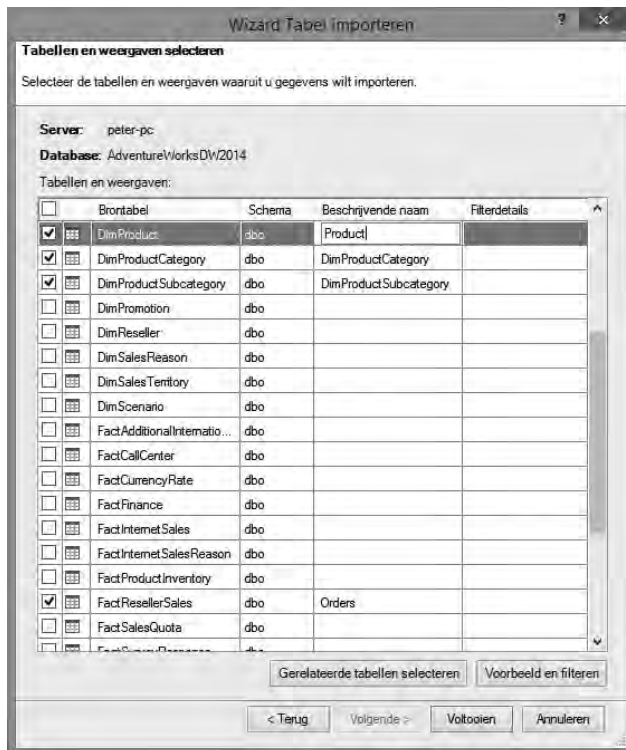 Wizard Tabel importeren ? ×
Tabellen en weergaven selecteren
Selecteer de tabellen en weergaven waaruit u gegevens wilt importeren.
Server: peter-pc
Database: AdventureWorksDW2014
Tabellen en weergaven:
Brontabel Schema Beschrijvende naam Filterdetails
DimProduct dbo Product
DimProductCategory dbo DimProductCategory
DimProductSubcategory dbo DimProductSubcategory
DimPromotion dbo
DimReseller dbo
DimSalesReason dbo
DimSalesTerritory dbo
DimScenario dbo
FactAdditionalInternatio... dbo
FactCallCenter dbo
FactCurrencyRate dbo
FactFinance dbo
FactInternetSales dbo
FactInternetSalesReason dbo
FactProductInventory dbo
FactResellerSales dbo Orders
FactSalesQuota dbo
Gerelateerde tabellen selecteren Voorbeeld en filteren
< Terug Volgende > Voltooien Annuleren